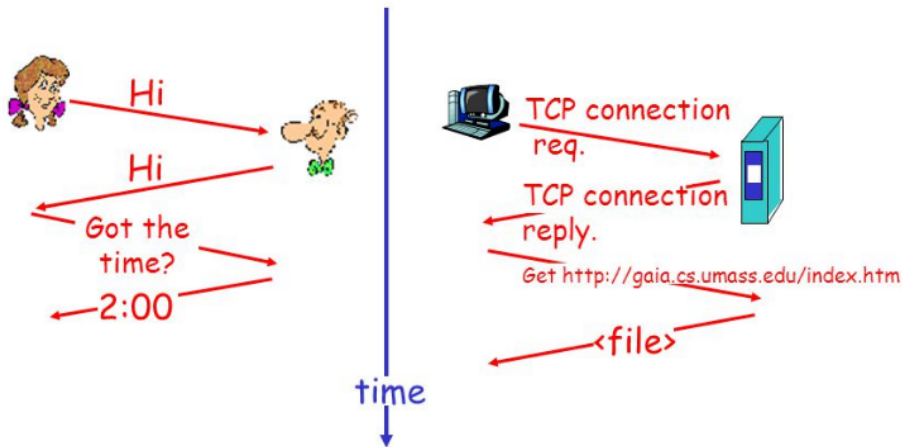 Hi
Hi
Got the
time?
2:00
TCP connection
req.
TCP connection
reply.
Get http://gaia.cs.umass.edu/index.htm
<file>
time